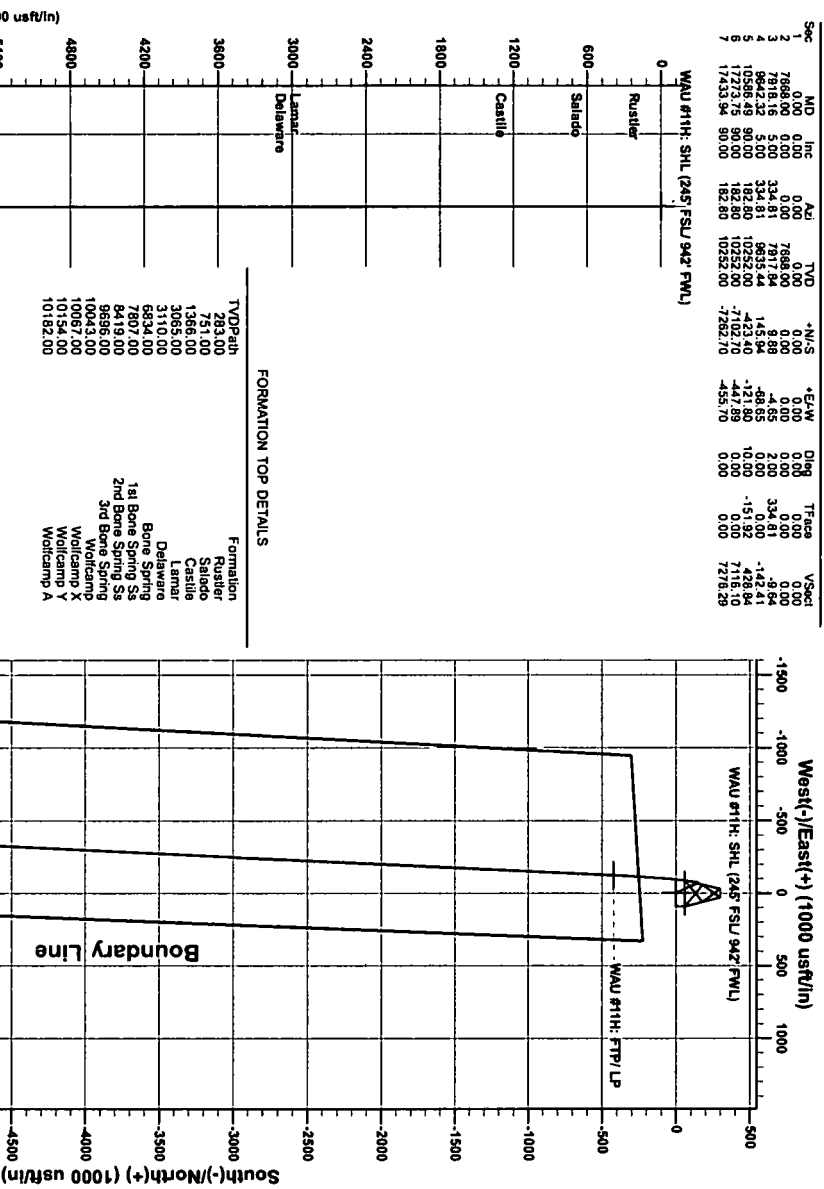 Sec MD Inc Azi TVD +N/-S +E/-W Dleg TFace VSect
1 0.00 0.00 0.00 0.00 0.00 0.00 0.00 0.00 0.00
2 7668.00 0.00 0.00 7668.00 0.00 0.00 0.00 0.00 0.00
3 7918.16 5.00 334.81 7917.84 9.88 -4.65 2.00 334.81 -9.64
4 9642.32 5.00 334.81 9635.44 145.94 -68.65 0.00 0.00 -142.41
5 10586.49 90.00 182.80 10252.00 -423.40 -121.80 10.00 -151.92 428.84
6 17273.75 90.00 182.80 10252.00 -7102.70 -447.89 0.00 0.00 7116.10
7 17433.94 90.00 182.80 10252.00 -7262.70 -455.70 0.00 0.00 7276.29
WAU #11H: SHL (245' FSL/ 942' FWL)
0
600
1200
1800
2400
3000
3600
4200
4800
00 usft/in)
Rustler
Salado
Castile
Lamar
Delaware
FORMATION TOP DETAILS
TVDPath Formation
283.00 Rustler
751.00 Salado
1366.00 Castile
3065.00 Lamar
3110.00 Delaware
6834.00 Bone Spring
7807.00 1st Bone Spring Ss
8419.00 2nd Bone Spring Ss
9696.00 3rd Bone Spring
10043.00 Wolfcamp
10067.00 Wolfcamp X
10154.00 Wolfcamp Y
10182.00 Wolfcamp A
West(-)/East(+) (1000 usft/in)
-1500 -1000 -500 0 500 1000
WAU #11H: SHL (245' FSL/ 942' FWL)
WAU #11H: FTP/ LP
Boundary Line
500
0
-500
-1000
-1500
-2000
-2500
-3000
-3500
-4000
-4500
South(-)/North(+) (1000 usft/in)